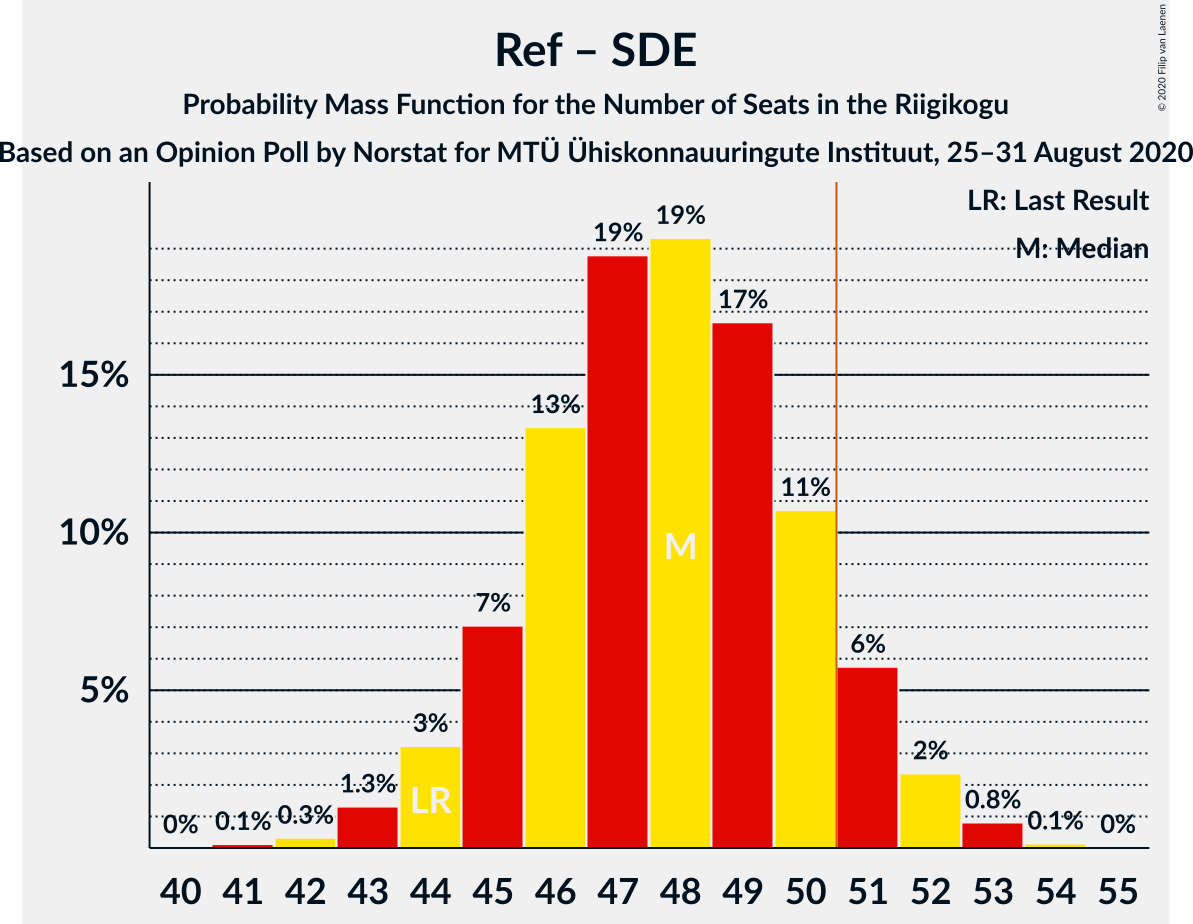 Ref – SDE
Probability Mass Function for the Number of Seats in the Riigikogu
Based on an Opinion Poll by Norstat for MTÜ Ühiskonnauuringute Instituut, 25–31 August 2020
© 2020 Filip van Laenen
LR: Last Result
M: Median
15%
10%
5%
0%
0.1%
0.3%
1.3%
3%
7%
13%
19%
19%
17%
11%
6%
2%
0.8%
0.1%
0%
LR
M
40 41 42 43 44 45 46 47 48 49 50 51 52 53 54 55